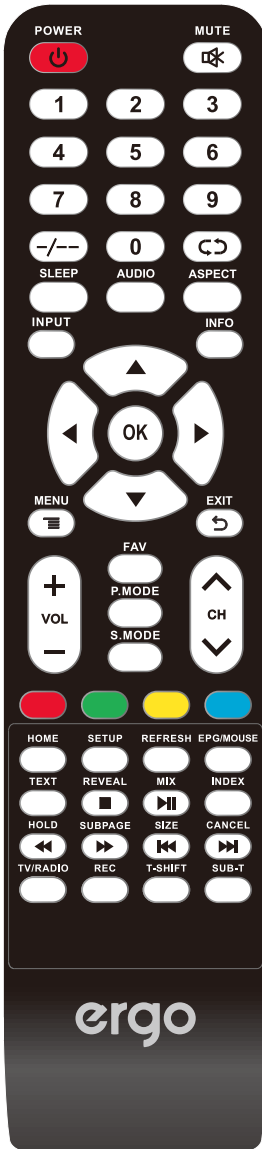 POWER MUTE
1 2 3
4 5 6
7 8 9
-/-- 0
SLEEP AUDIO ASPECT
INPUT INFO
OK
MENU EXIT
FAV
+ P.MODE
VOL CH
− S.MODE
HOME SETUP REFRESH EPG/MOUSE
TEXT REVEAL MIX INDEX
HOLD SUBPAGE SIZE CANCEL
TV/RADIO REC T-SHIFT SUB-T
ergo